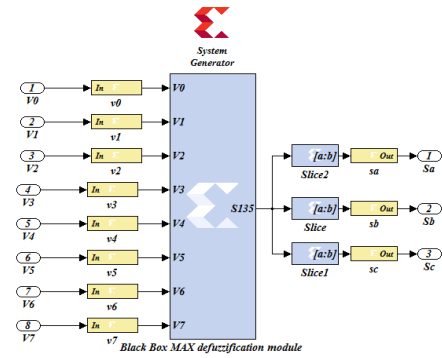 System
Generator
1 In V0
V0 v0
2 In V1
V1 v1
3 In V2 [a:b] Out 1
V2 v2 Slice2 sa Sa
4 In V3
V3 v3 S135 [a:b] Out 2
5 In V4 Slice sb Sb
V4 v4
6 In V5 [a:b] Out 3
V5 v5 Slice1 sc Sc
7 In V6
V6 v6
8 In V7
V7 v7
Black Box MAX defuzzification module